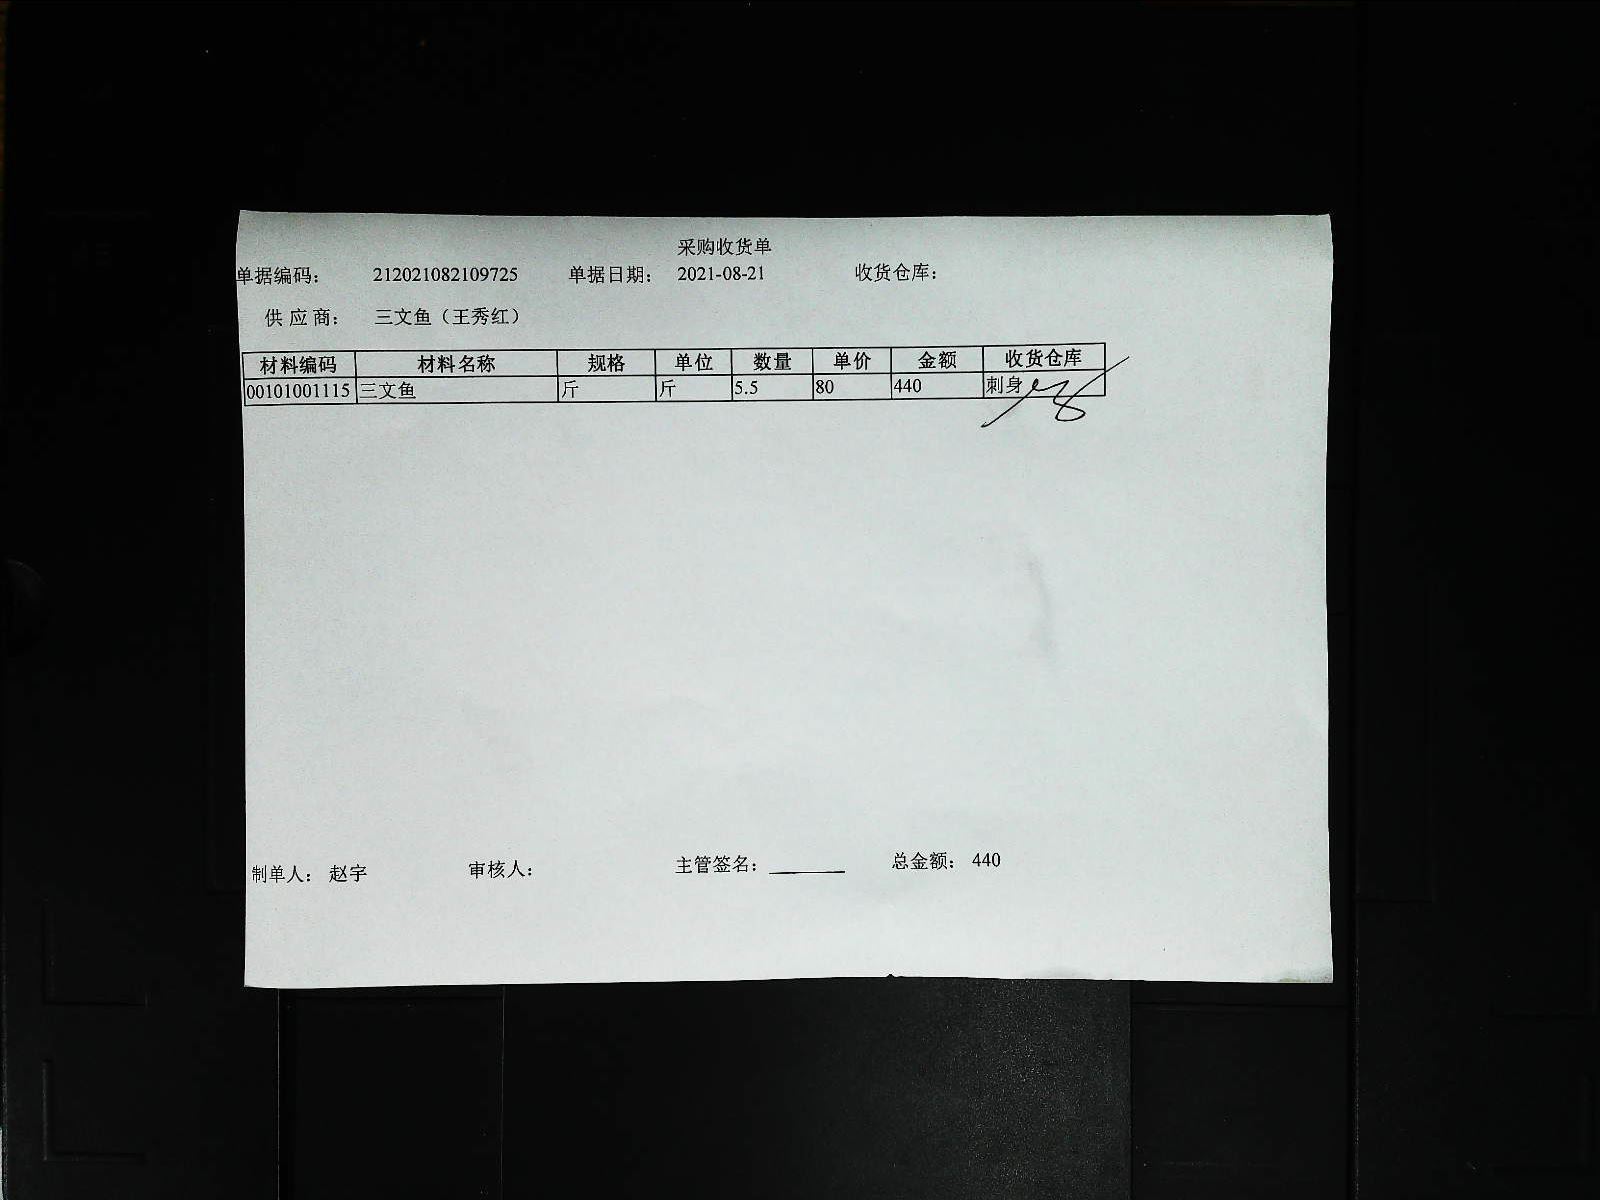 采购收货单
单据编码： 212021082109725 单据日期： 2021-08-21 收货仓库：
供 应 商： 三文鱼（王秀红）
材料编码 材料名称 规格 单位 数量 单价 金额 收货仓库
00101001115 三文鱼 斤 斤 5.5 80 440 刺身
制单人： 赵宇 审核人： 主管签名： 总金额： 440